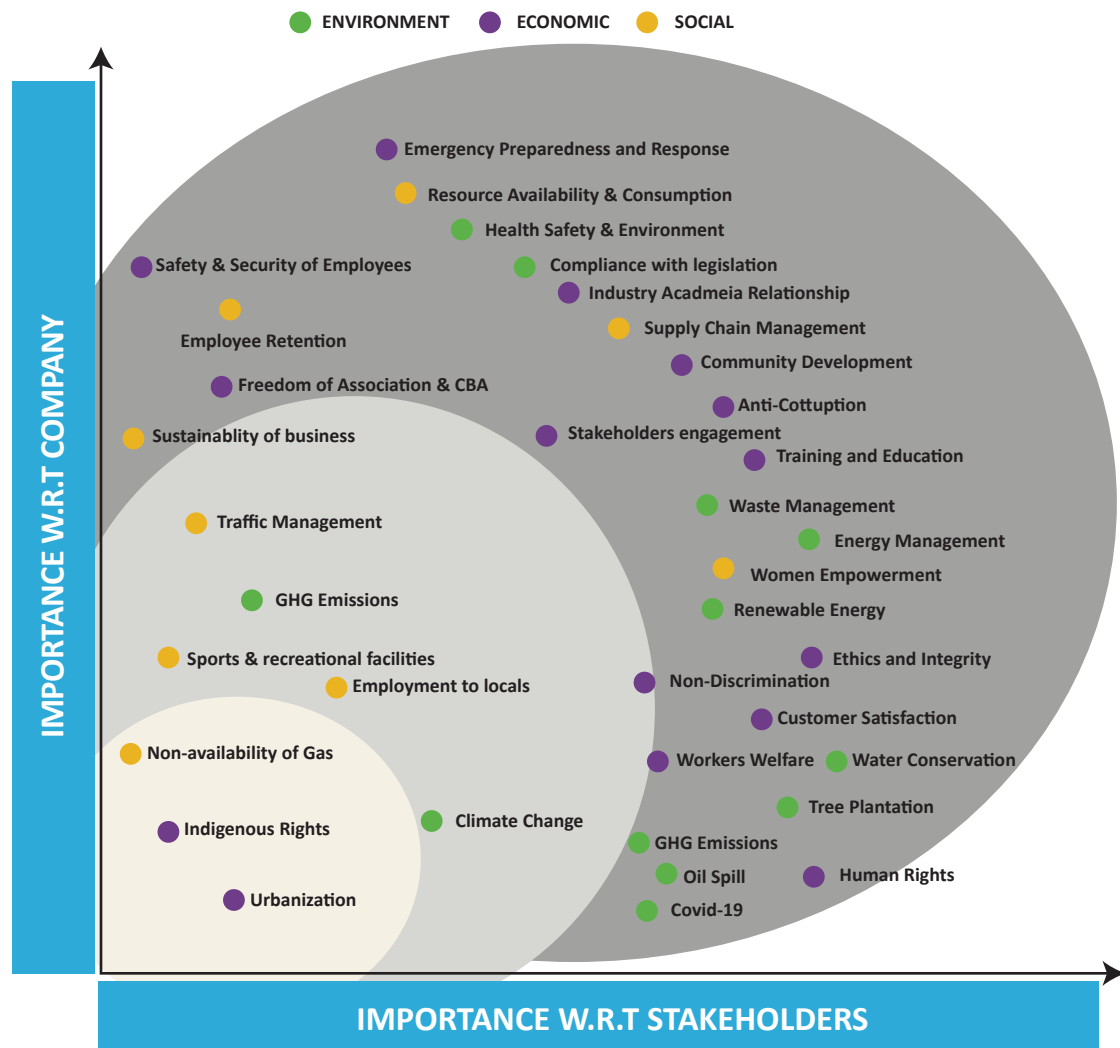 ENVIRONMENT
ECONOMIC
SOCIAL
IMPORTANCE W.R.T COMPANY
Emergency Preparedness and Response
Resource Availability & Consumption
Health Safety & Environment
Safety & Security of Employees
Compliance with legislation
Industry Acadmeia Relationship
Supply Chain Management
Employee Retention
Community Development
Freedom of Association & CBA
Anti-Cottuption
Stakeholders engagement
Sustainablity of business
Training and Education
Waste Management
Traffic Management
Energy Management
Women Empowerment
GHG Emissions
Renewable Energy
Sports & recreational facilities
Ethics and Integrity
Non-Discrimination
Employment to locals
Customer Satisfaction
Non-availability of Gas
Workers Welfare
Water Conservation
Tree Plantation
Climate Change
Indigenous Rights
GHG Emissions
Oil Spill
Human Rights
Urbanization
Covid-19
IMPORTANCE W.R.T STAKEHOLDERS